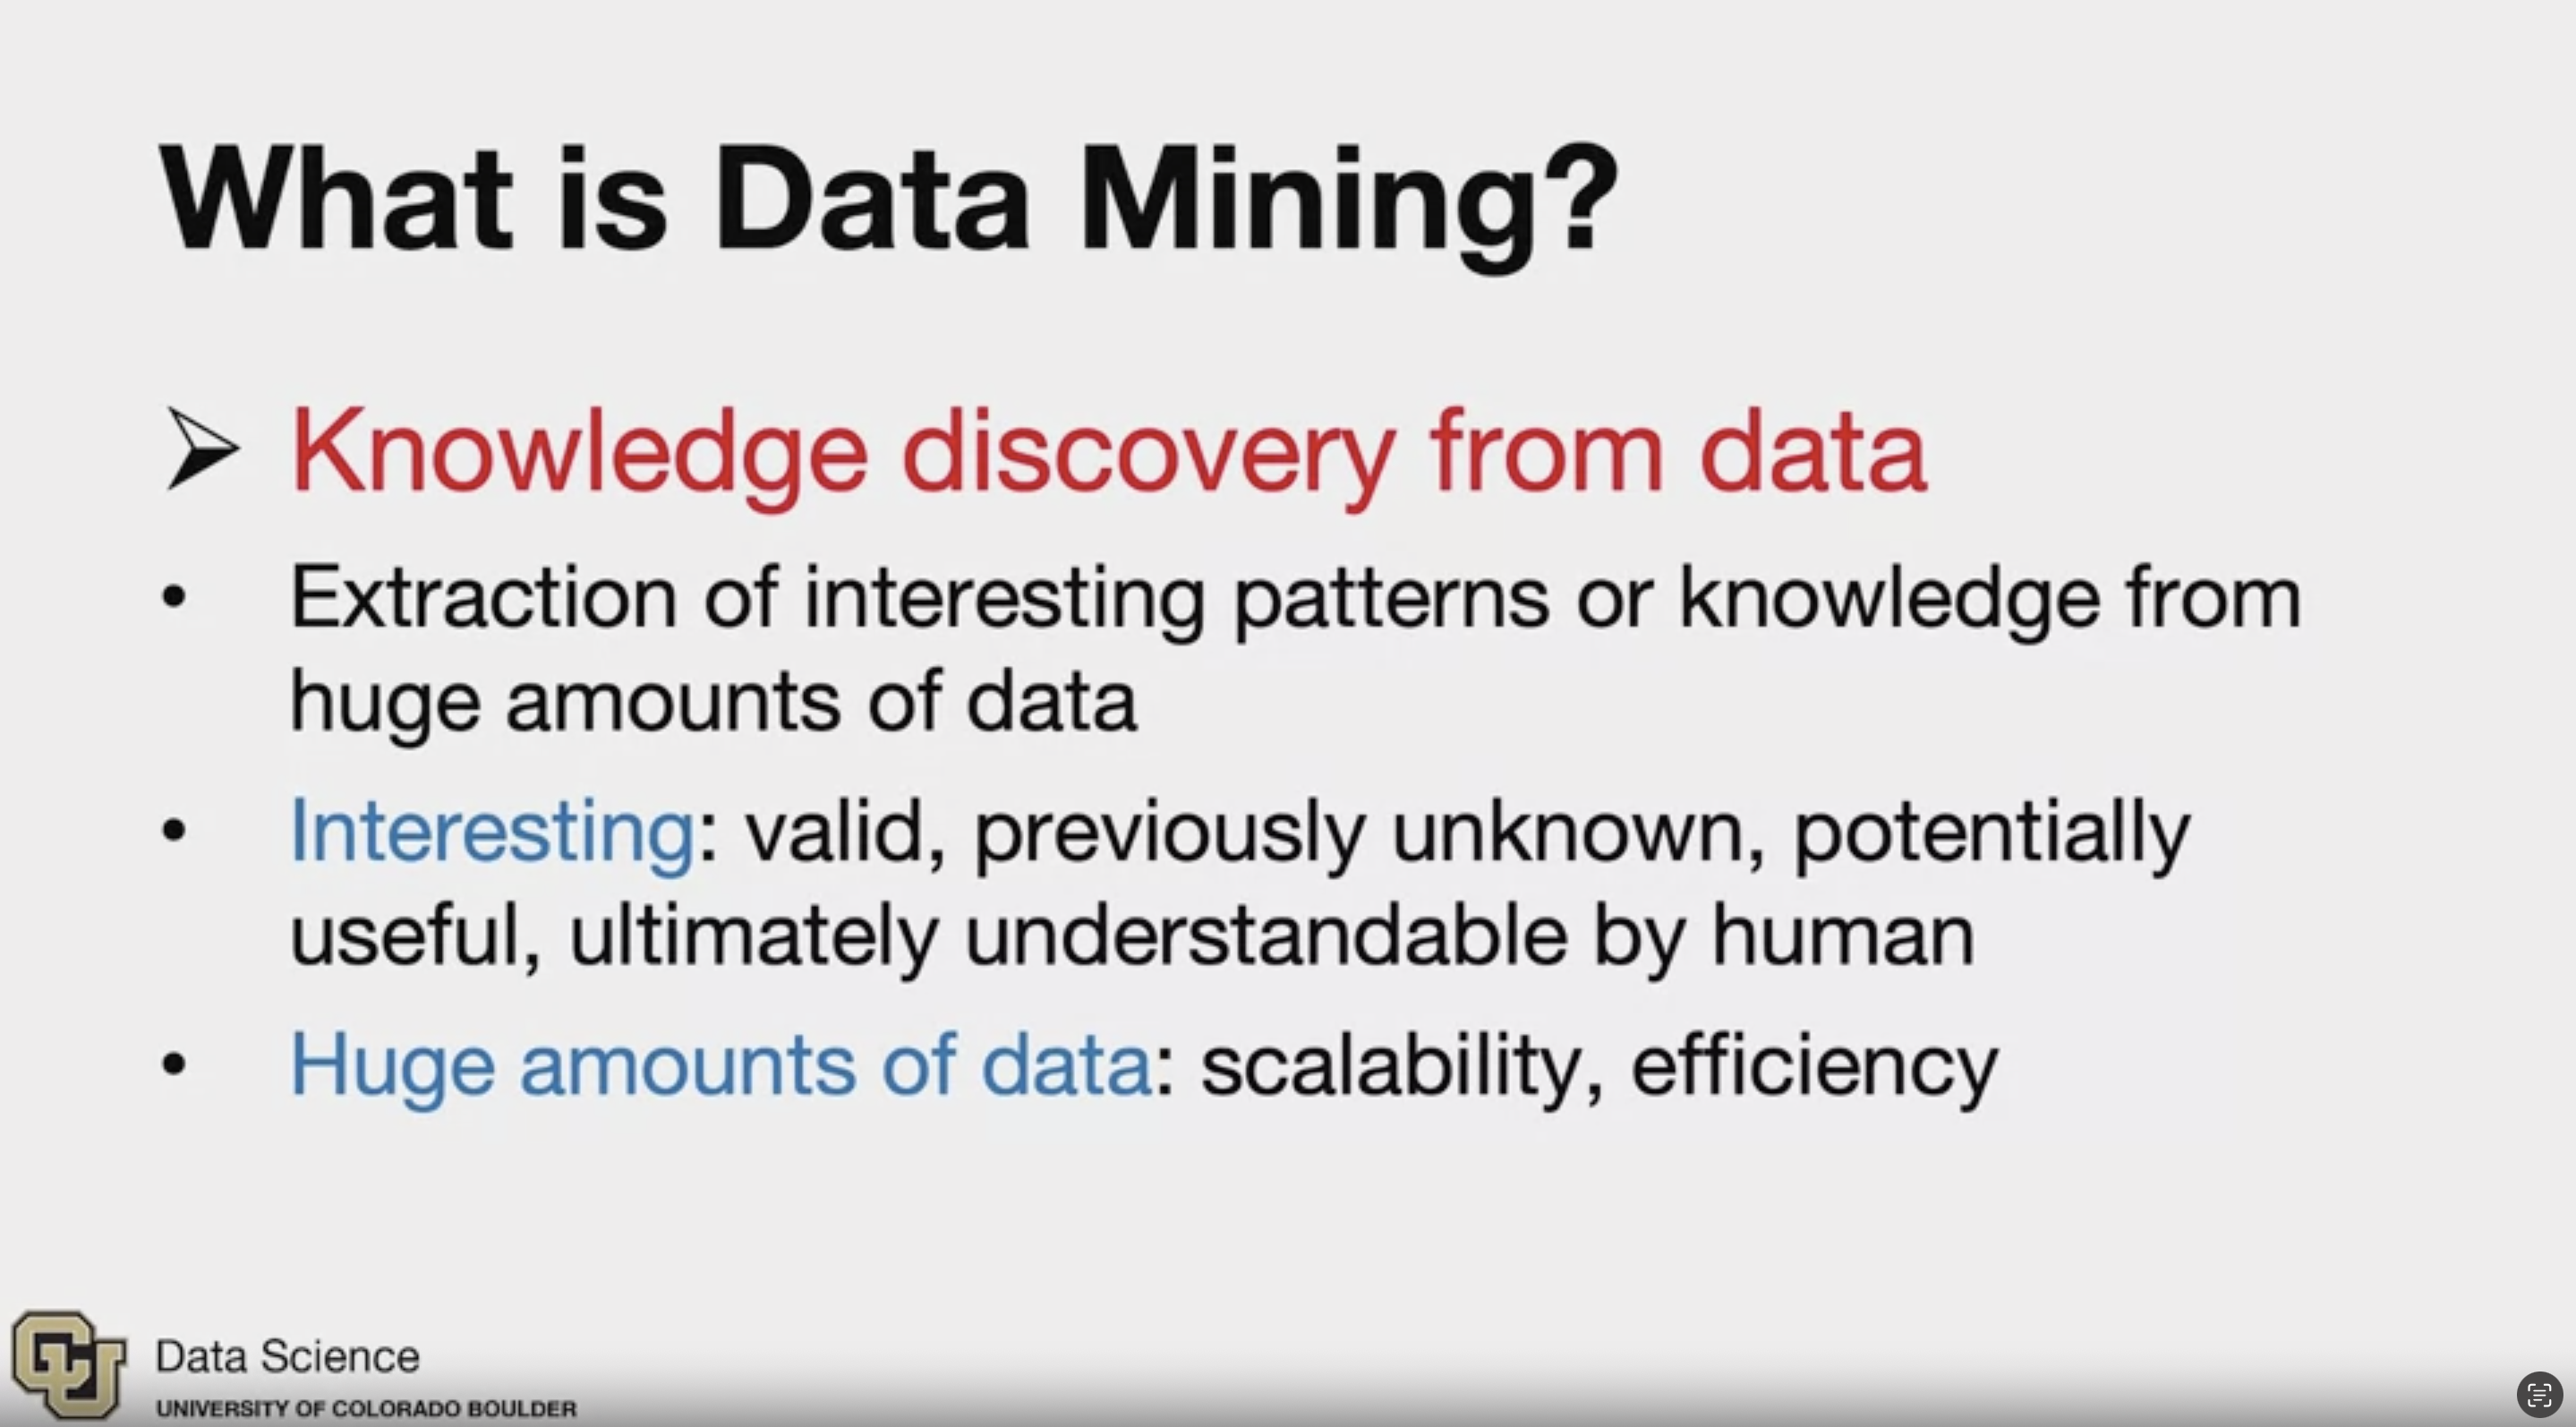 What is Data Mining?
➢ Knowledge discovery from data
• Extraction of interesting patterns or knowledge from
huge amounts of data
• Interesting: valid, previously unknown, potentially
useful, ultimately understandable by human
• Huge amounts of data: scalability, efficiency
CU
Data Science
UNIVERSITY OF COLORADO BOULDER